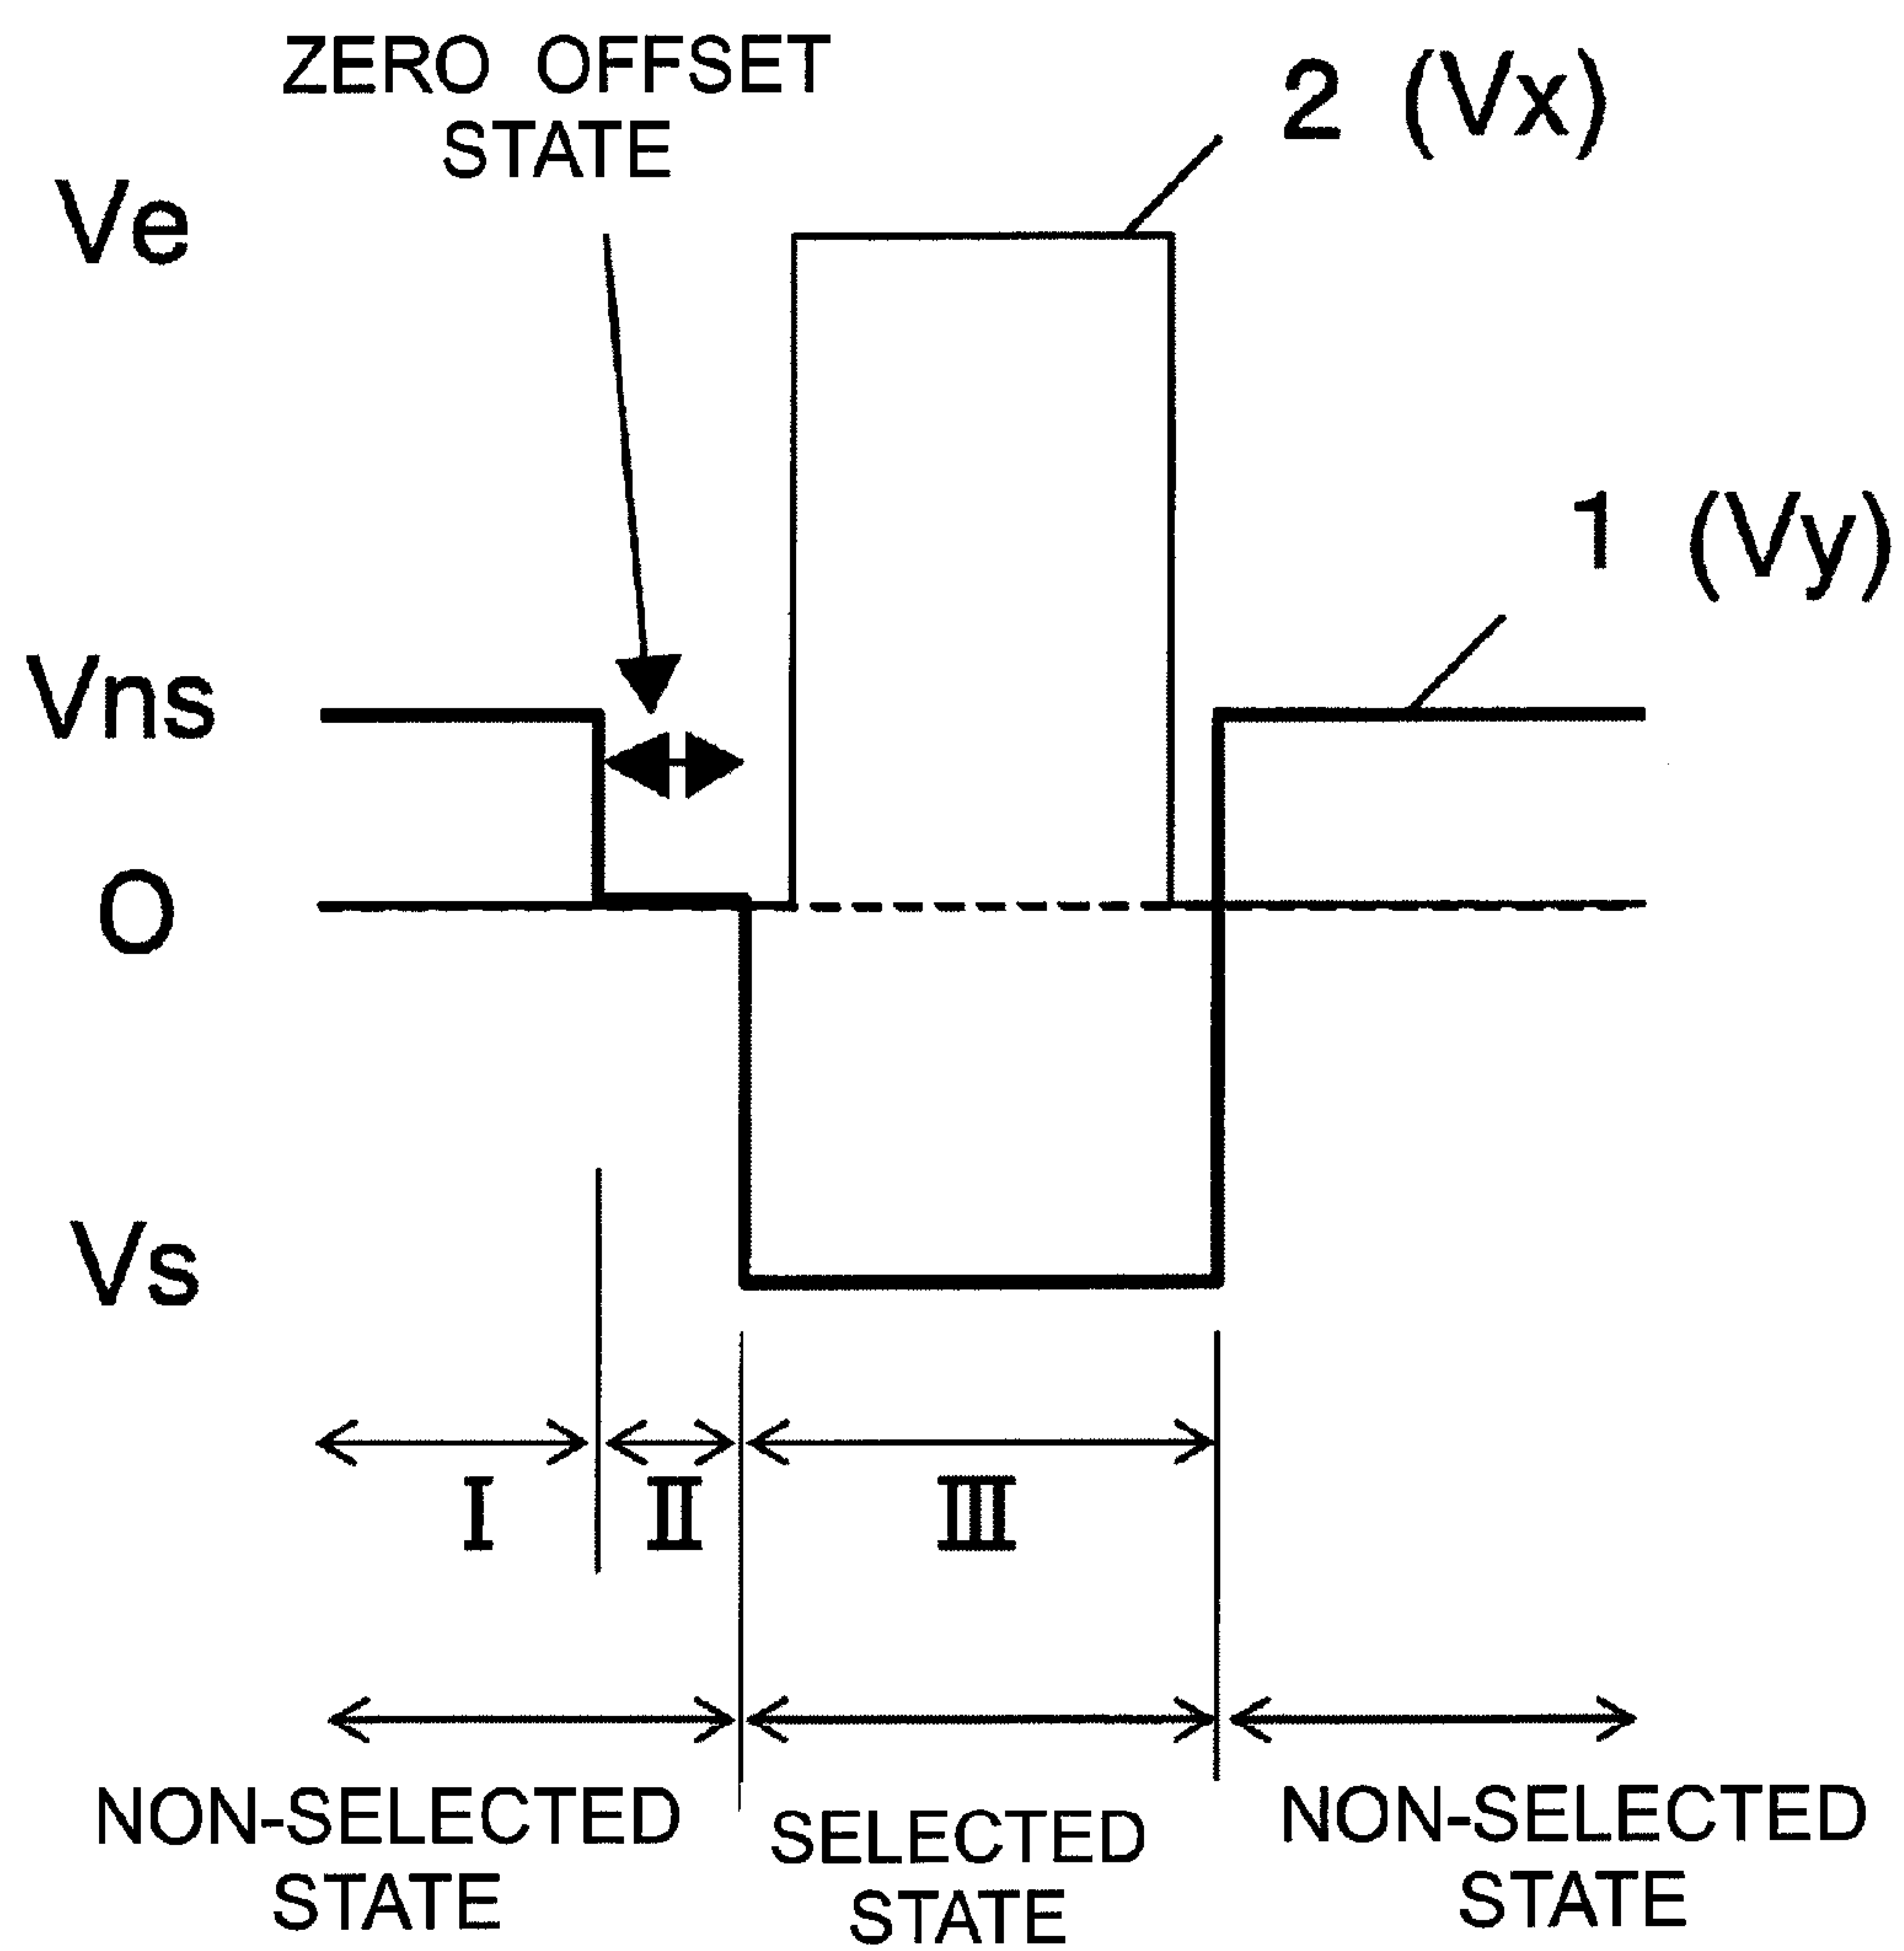 ZERO OFFSET
STATE
2 (Vx)
Ve
1 (Vy)
Vns
O
Vs
I II III
NON-SELECTED
STATE
SELECTED
STATE
NON-SELECTED
STATE